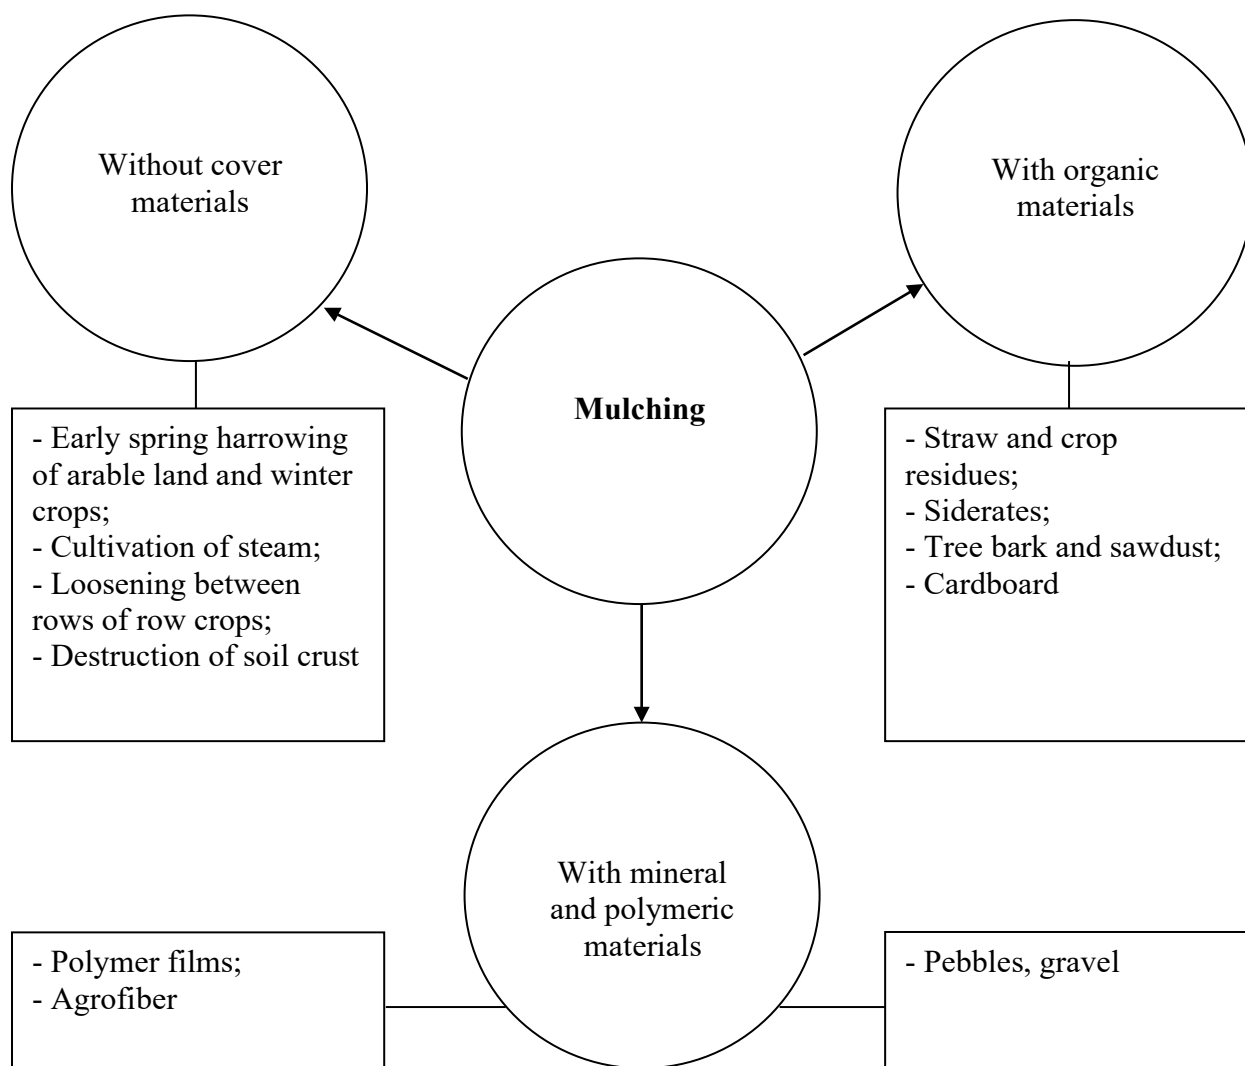 Without cover
materials
With organic
materials
Mulching
- Early spring harrowing
of arable land and winter
crops;
- Cultivation of steam;
- Loosening between
rows of row crops;
- Destruction of soil crust
- Straw and crop
residues;
- Siderates;
- Tree bark and sawdust;
- Cardboard
With mineral
and polymeric
materials
- Polymer films;
- Agrofiber
- Pebbles, gravel